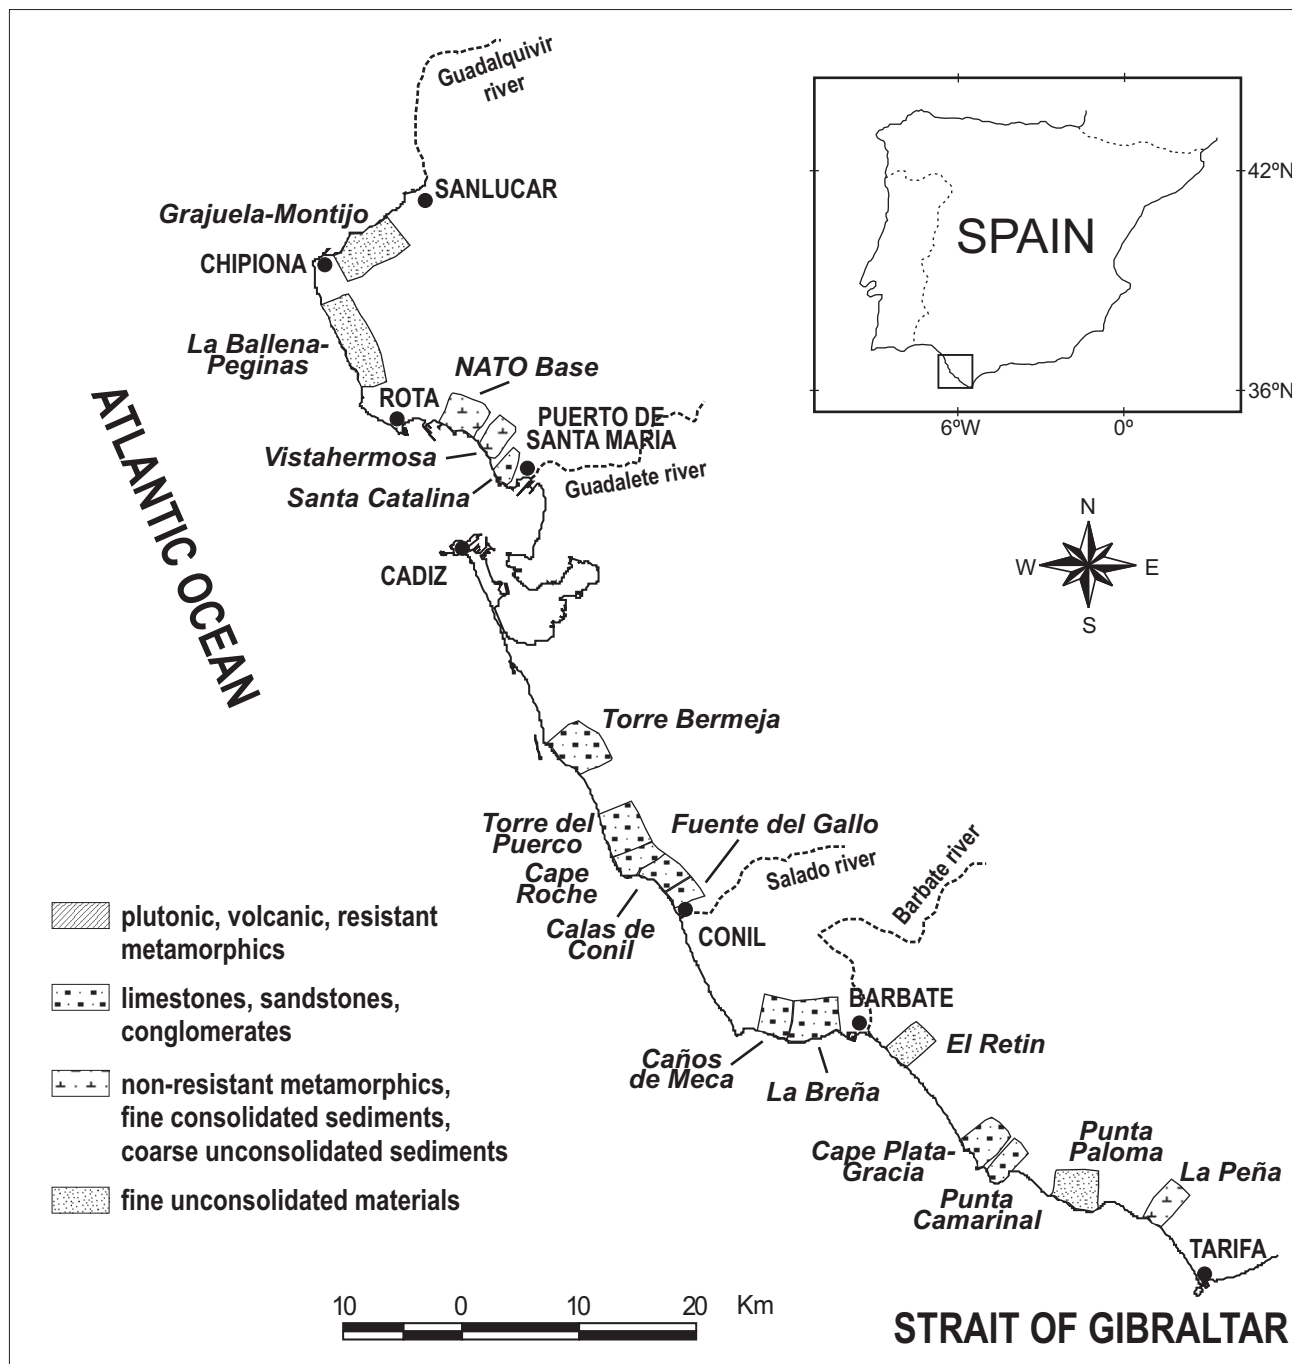 Guadalquivir
river
SANLUCAR
Grajuela-Montijo
CHIPIONA
La Ballena-
Peginas
NATO Base
ROTA
PUERTO DE
SANTA MARIA
Vistahermosa
Guadalete river
Santa Catalina
CADIZ
ATLANTIC OCEAN
SPAIN
42ºN
36ºN
6ºW
0º
N
W
E
S
Torre Bermeja
Torre del
Puerco
Fuente del Gallo
Cape
Roche
Salado river
Barbate river
Calas de
Conil
CONIL
BARBATE
Caños
de Meca
La Breña
El Retin
Cape Plata-
Gracia
Punta
Paloma
La Peña
Punta
Camarinal
TARIFA
plutonic, volcanic, resistant
metamorphics
limestones, sandstones,
conglomerates
non-resistant metamorphics,
fine consolidated sediments,
coarse unconsolidated sediments
fine unconsolidated materials
10 0 10 20 Km
STRAIT OF GIBRALTAR